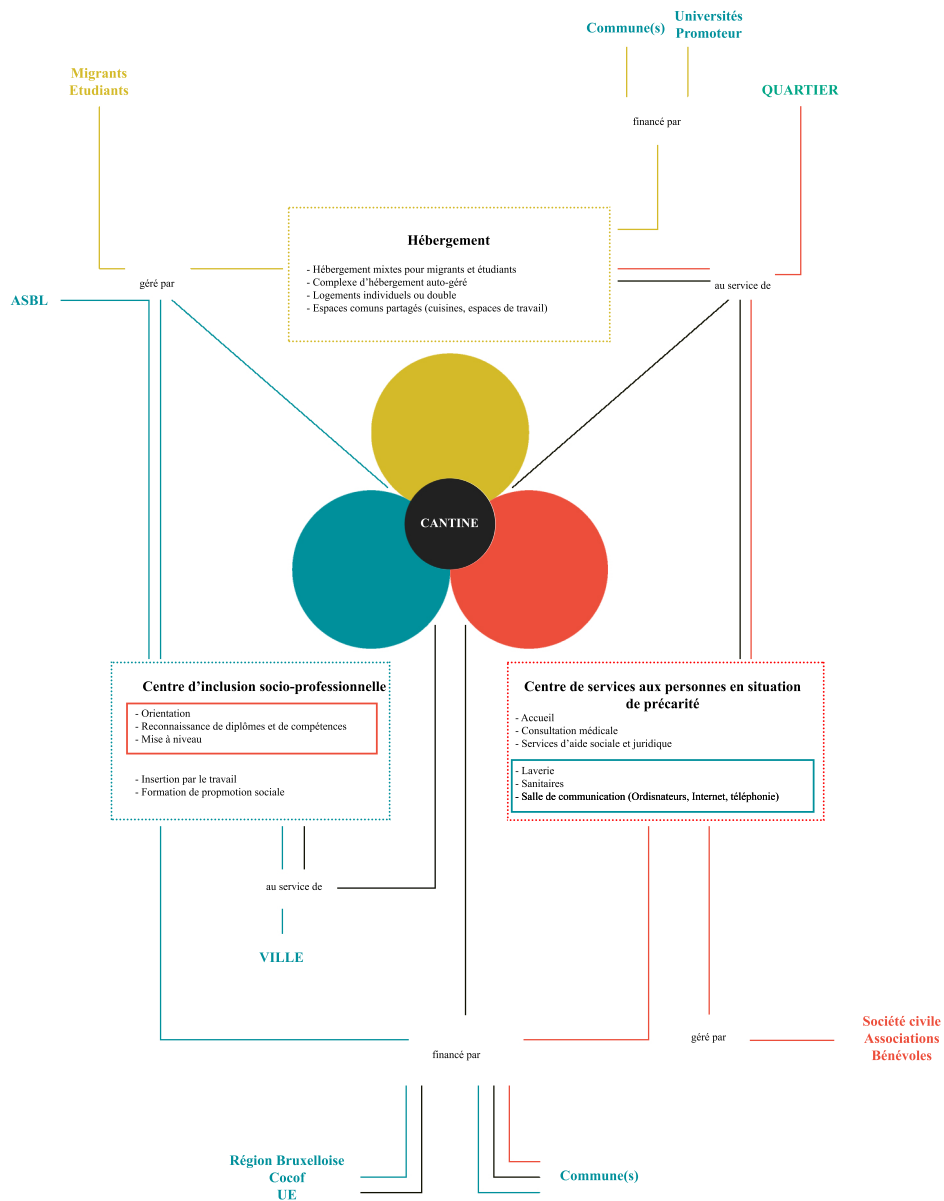 Universités
Commune(s)
Promoteur
Migrants
Etudiants
QUARTIER
financé par
Hébergement
- Hébergement mixtes pour migrants et étudiants
- Complexe d'hébergement auto-géré
- Logements individuels ou double
- Espaces comuns partagés (cuisines, espaces de travail)
géré par
au service de
ASBL
CANTINE
Centre d'inclusion socio-professionnelle
- Orientation
- Reconnaissance de diplômes et de compétences
- Mise à niveau
- Insertion par le travail
- Formation de propmotion sociale
Centre de services aux personnes en situation
de précarité
- Accueil
- Consultation médicale
- Services d'aide sociale et juridique
- Laverie
- Sanitaires
- Salle de communication (Ordisnateurs, Internet, téléphonie)
au service de
VILLE
financé par
géré par
Société civile
Associations
Bénévoles
Région Bruxelloise
Cocof
UE
Commune(s)